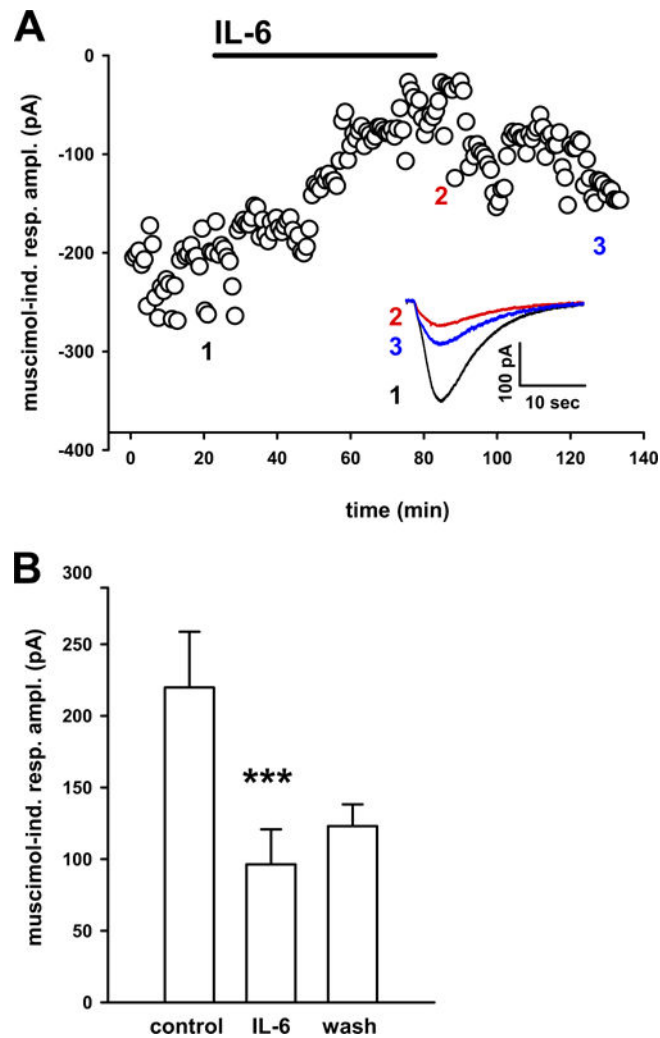 A
IL-6
0
-100
-200
-300
-400
muscimol-ind. resp. ampl. (pA)
1
2
3
2
3
1
100 pA
10 sec
0 20 40 60 80 100 120 140
time (min)
B
300
250
200
150
100
50
0
muscimol-ind. resp. ampl. (pA)
***
control IL-6 wash